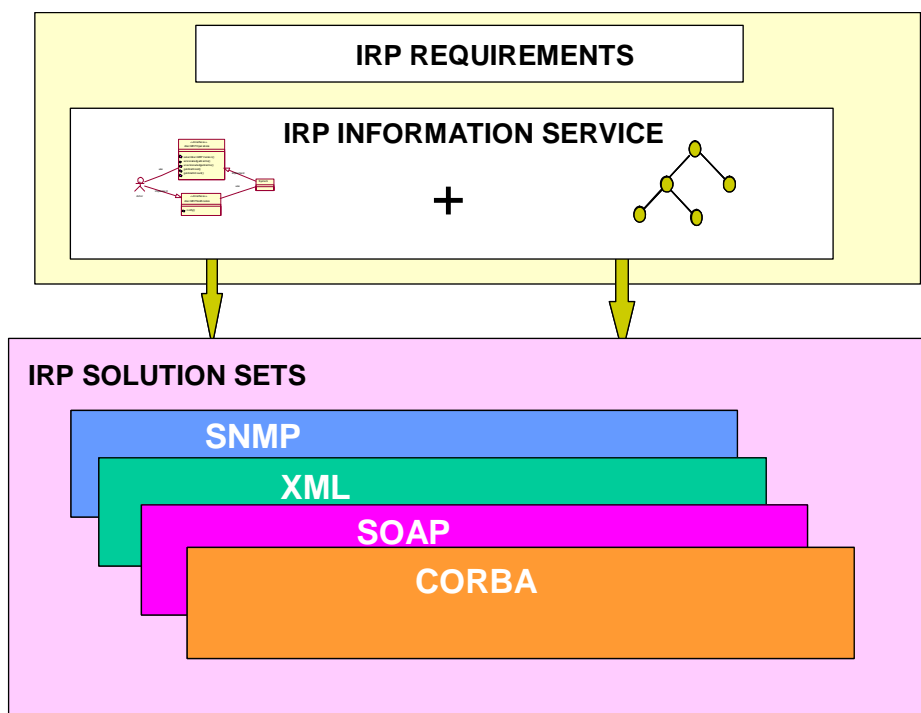 IRP REQUIREMENTS
IRP INFORMATION SERVICE
+
IRP SOLUTION SETS
SNMP
XML
SOAP
CORBA